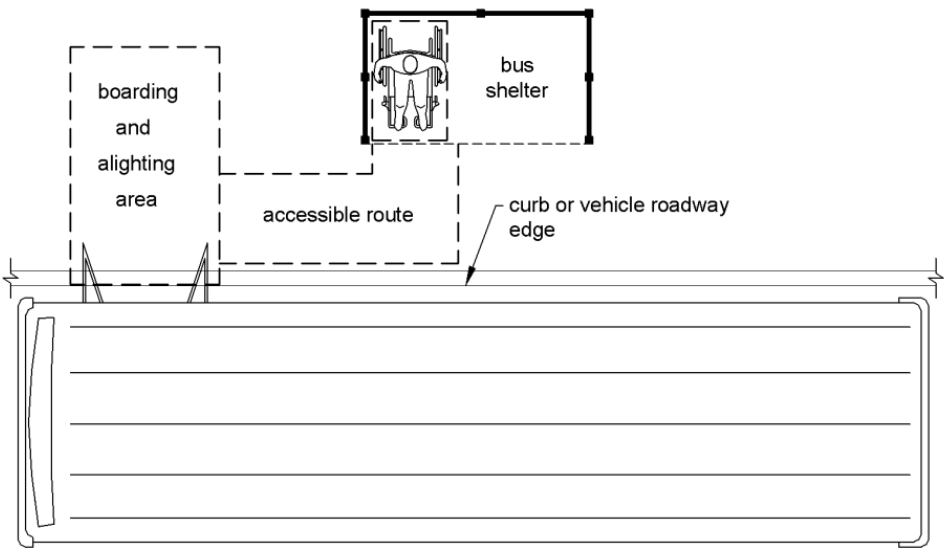 boarding
and
alighting
area
bus
shelter
accessible route
curb or vehicle roadway
edge